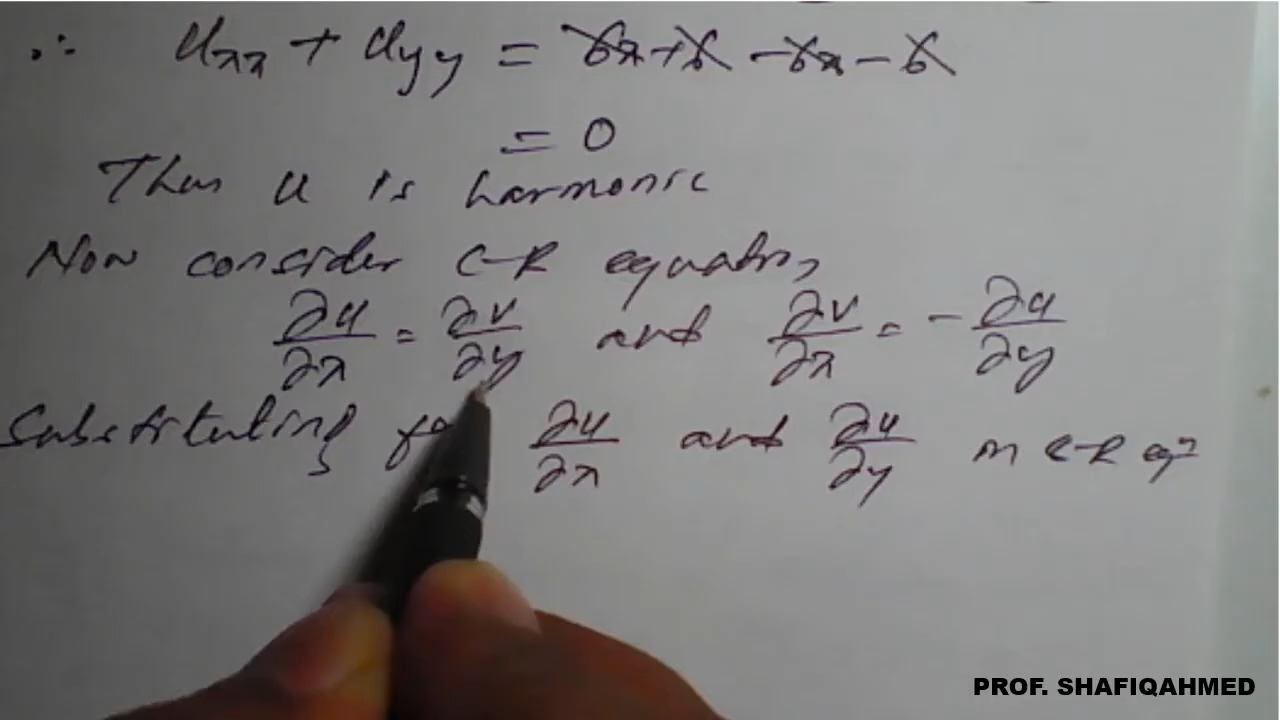 ∴ Uxx + Uyy = 6x + 6 - 6x - 6
= 0
Thus u is harmonic
Now consider C-R equations
∂u/∂x = ∂v/∂y and ∂v/∂x = - ∂u/∂y
Substituting for ∂u/∂x and ∂u/∂y in C-R eqn
PROF. SHAFIQAHMED